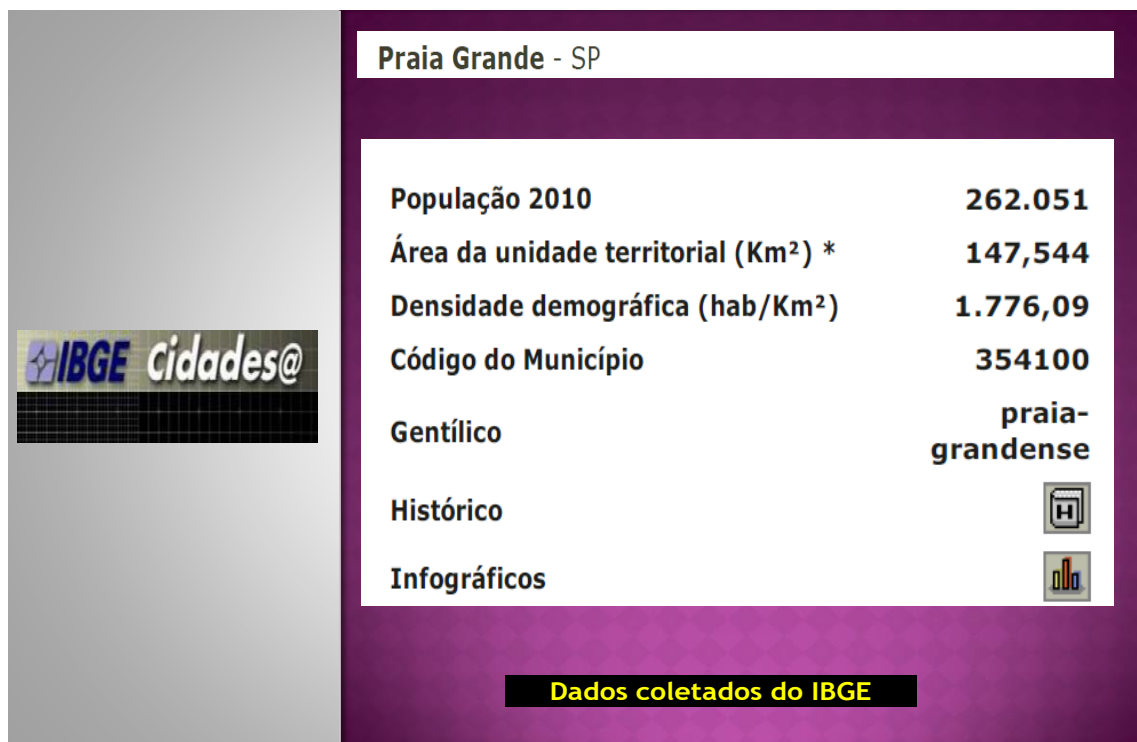 Praia Grande - SP
População 2010 262.051
Área da unidade territorial (Km²) * 147,544
Densidade demográfica (hab/Km²) 1.776,09
Código do Município 354100
Gentílico praia-
grandense
Histórico H
Infográficos
IBGE Cidades@
Dados coletados do IBGE